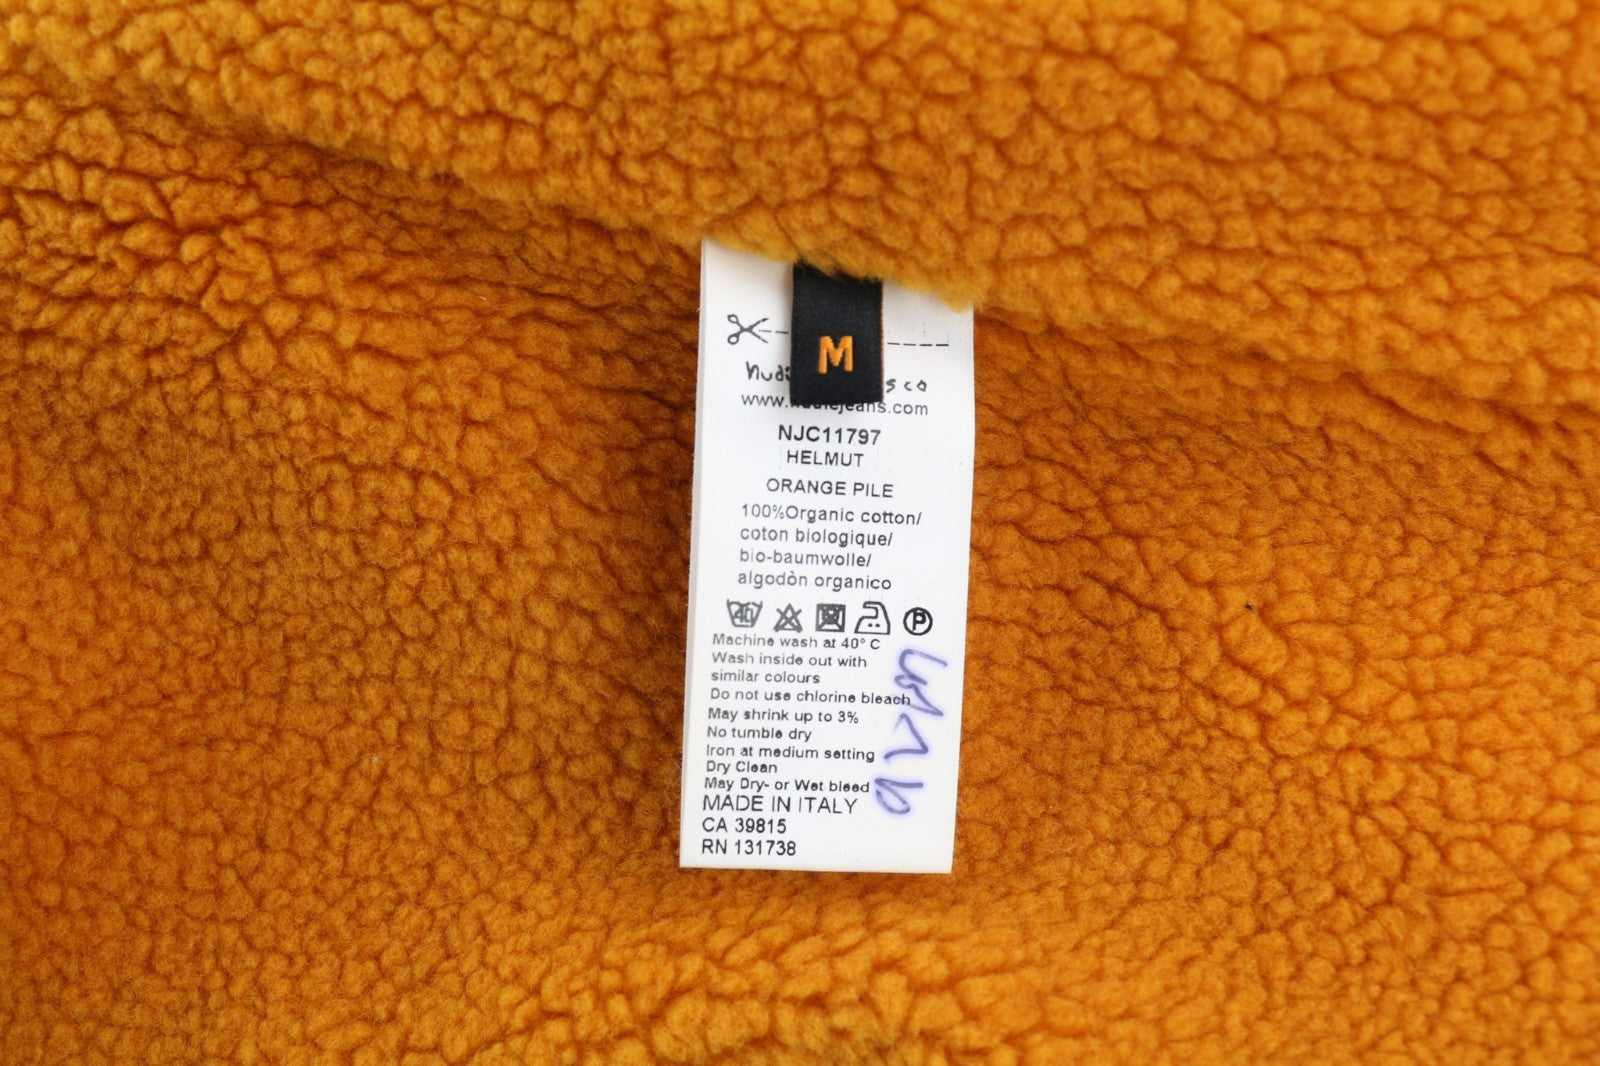 M
www.nudiejeans.com
NJC11797
HELMUT
ORANGE PILE
100%Organic cotton/
coton biologique/
bio-baumwolle/
algodòn organico
40
P
Machine wash at 40° C
Wash inside out with
similar colours
Do not use chlorine bleach
May shrink up to 3%
No tumble dry
Iron at medium setting
Dry Clean
May Dry- or Wet bleed
MADE IN ITALY
CA 39815
RN 131738